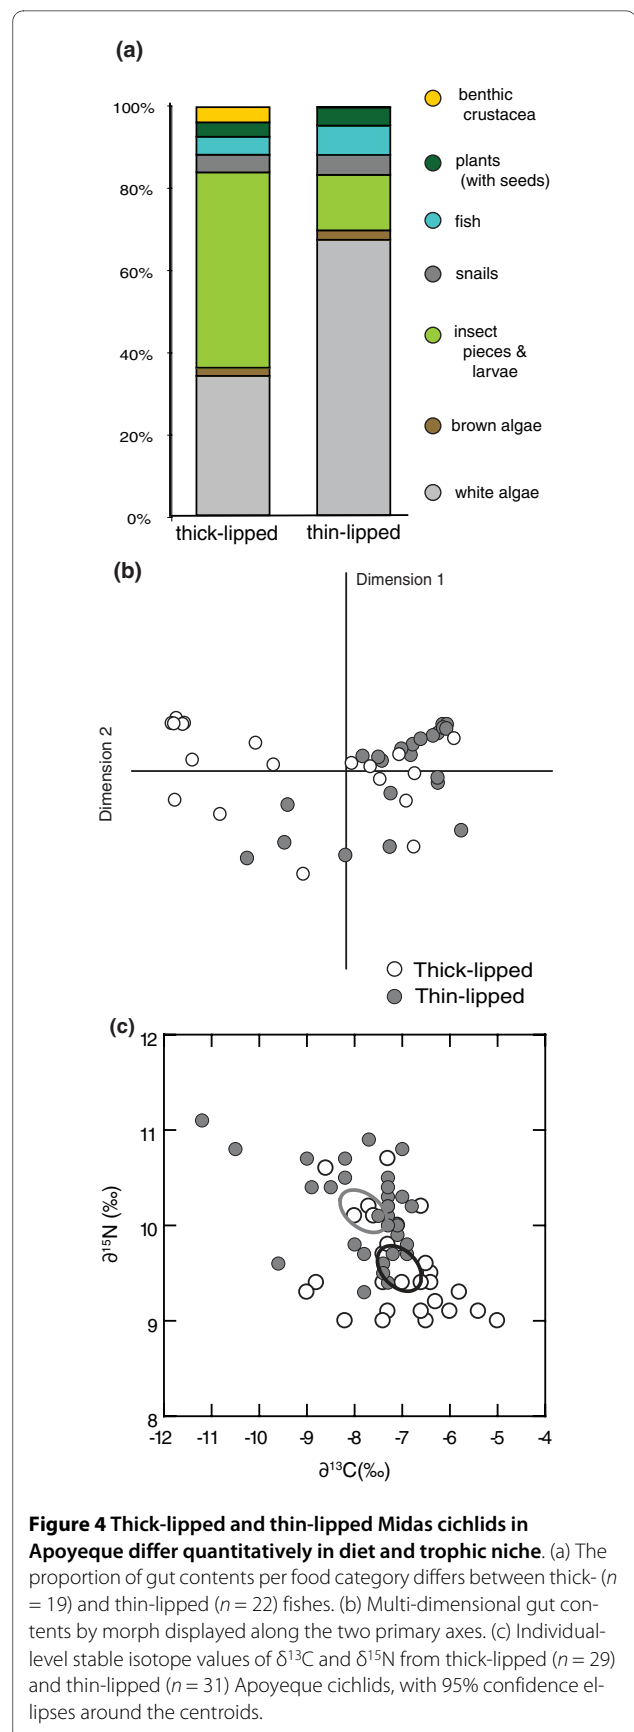 (a)
100%
80%
60%
40%
20%
0%
thick-lipped thin-lipped
benthic
crustacea
plants
(with seeds)
fish
snails
insect
pieces &
larvae
brown algae
white algae
(b)
Dimension 1
Dimension 2
Thick-lipped
Thin-lipped
(c)
12
11
10
9
8
∂15N (‰)
-12 -11 -10 -9 -8 -7 -6 -5 -4
∂13C(‰)
Figure 4 Thick-lipped and thin-lipped Midas cichlids in
Apoyeque differ quantitatively in diet and trophic niche. (a) The
proportion of gut contents per food category differs between thick- (n
= 19) and thin-lipped (n = 22) fishes. (b) Multi-dimensional gut con-
tents by morph displayed along the two primary axes. (c) Individual-
level stable isotope values of δ13C and δ15N from thick-lipped (n = 29)
and thin-lipped (n = 31) Apoyeque cichlids, with 95% confidence el-
lipses around the centroids.